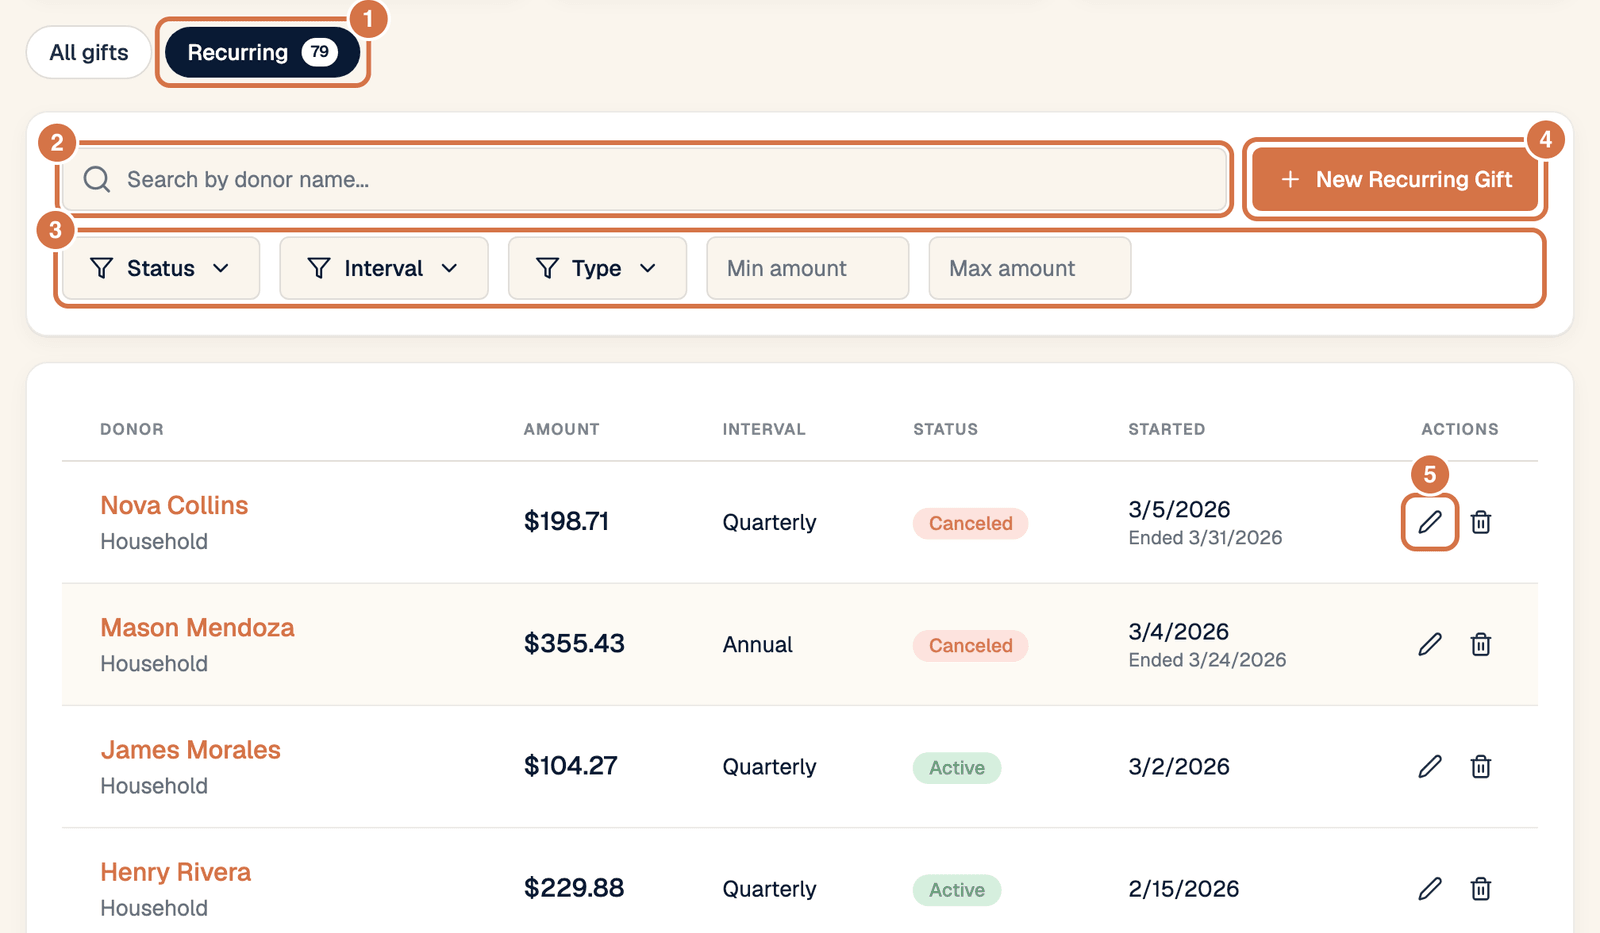 All gifts
Recurring 79
1
2
Search by donor name...
+ New Recurring Gift
4
3
Status
Interval
Type
Min amount
Max amount
DONOR AMOUNT INTERVAL STATUS STARTED ACTIONS
5
Nova Collins
Household
$198.71
Quarterly
Canceled
3/5/2026
Ended 3/31/2026
Mason Mendoza
Household
$355.43
Annual
Canceled
3/4/2026
Ended 3/24/2026
James Morales
Household
$104.27
Quarterly
Active
3/2/2026
Henry Rivera
Household
$229.88
Quarterly
Active
2/15/2026